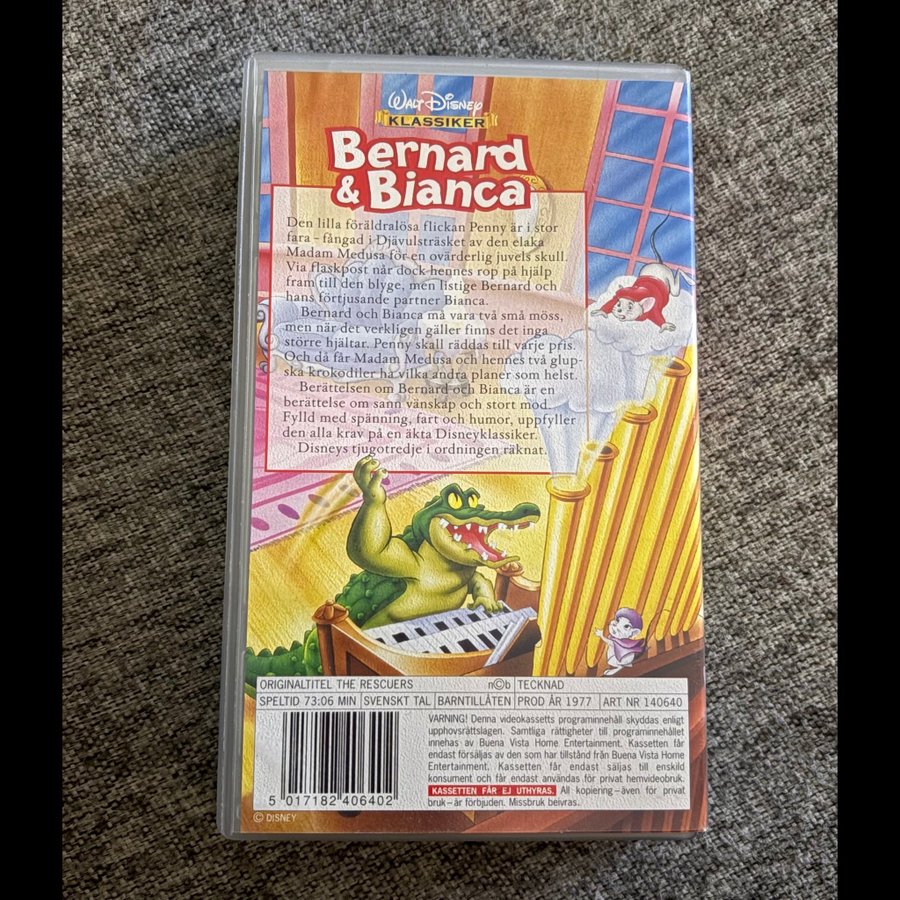 WALT DISNEY
KLASSIKER
Bernard
& Bianca
Den lilla föräldralösa flickan Penny är i stor
fara – fångad i Djävulsträsket av den elaka
Madam Medusa för en ovärderlig juvels skull.
Via flaskpost når dock hennes rop på hjälp
fram till den blyge, men listige Bernard och
hans förtjusande partner Bianca.
Bernard och Bianca må vara två små möss,
men när det verkligen gäller finns det inga
större hjältar. Penny skall räddas till varje pris.
Och då får Madam Medusa och hennes två glup-
ska krokodiler ha vilka andra planer som helst.
Berättelsen om Bernard och Bianca är en
berättelse om sann vänskap och stort mod.
Fylld med spänning, fart och humor, uppfyller
den alla krav på en äkta Disneyklassiker.
Disneys tjugotredje i ordningen räknat.
ORIGINALTITEL THE RESCUERS n©b TECKNAD
SPELTID 73:06 MIN SVENSKT TAL BARNTILLÅTEN PROD ÅR 1977 ART NR 140640
VARNING! Denna videokassetts programinnehåll skyddas enligt
upphovsrättslagen. Samtliga rättigheter till programinnehållet
innehas av Buena Vista Home Entertainment. Kassetten får
endast försäljas av den som har tillstånd från Buena Vista Home
Entertainment. Kassetten får endast säljas till enskild
konsument och får endast användas för privat hemvideobruk.
KASSETTEN FÅR EJ UTHYRAS. All kopiering – även för privat
bruk – är förbjuden. Missbruk beivras.
5 017182 406402
© DISNEY